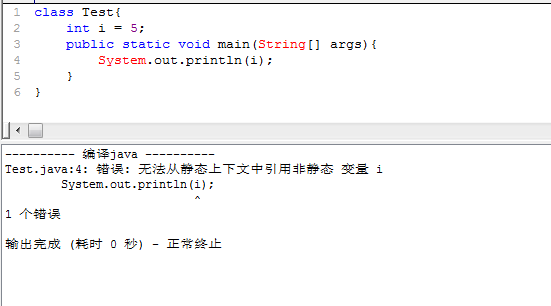 1 class Test{
2     int i = 5;
3     public static void main(String[] args){
4         System.out.println(i);
5     }
6 }
---------- 编译java ----------
Test.java:4: 错误: 无法从静态上下文中引用非静态 变量 i
        System.out.println(i);
                           ^
1 个错误
输出完成 (耗时 0 秒) - 正常终止